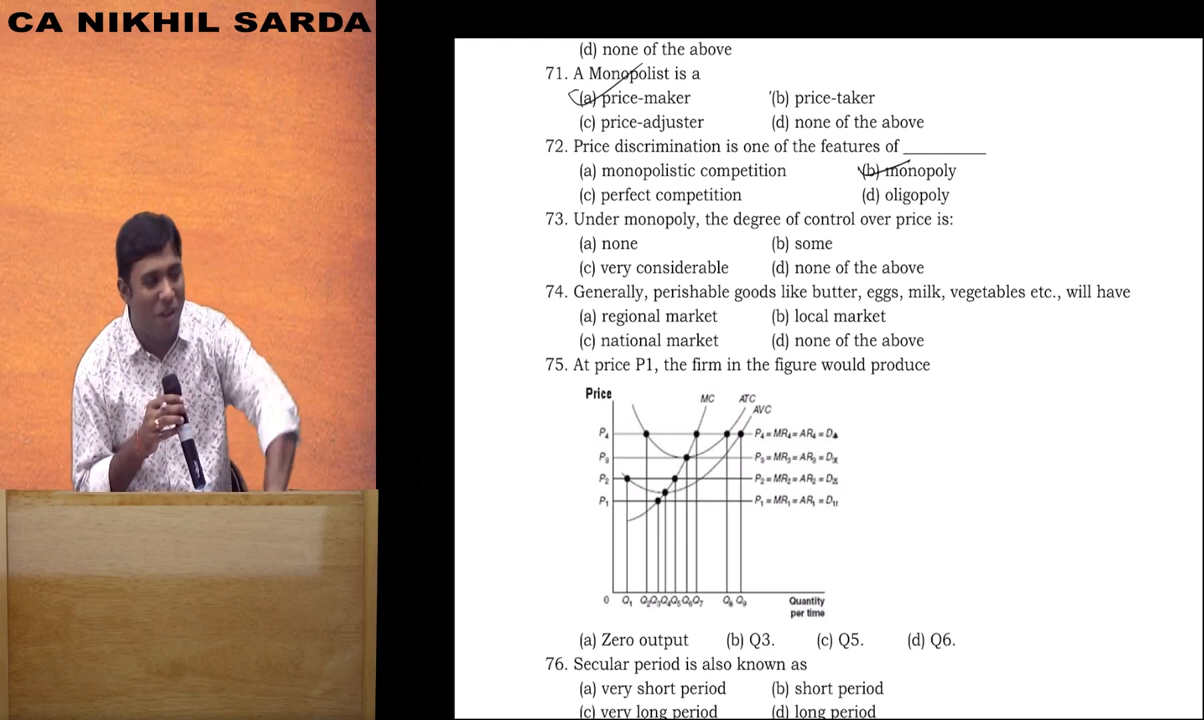 CA NIKHIL SARDA
(d) none of the above
71. A Monopolist is a
(a) price-maker (b) price-taker
(c) price-adjuster (d) none of the above
72. Price discrimination is one of the features of __________
(a) monopolistic competition (b) monopoly
(c) perfect competition (d) oligopoly
73. Under monopoly, the degree of control over price is:
(a) none (b) some
(c) very considerable (d) none of the above
74. Generally, perishable goods like butter, eggs, milk, vegetables etc., will have
(a) regional market (b) local market
(c) national market (d) none of the above
75. At price P1, the firm in the figure would produce
Price MC ATC
AVC
P₄ P₄ = MR₄ = AR₄ = D₄
P₃ P₃ = MR₃ = AR₃ =
P₂ P₂ = MR₂ = AR₂ =
P₁ P₁ = MR₁ = AR₁ =
0 Q₁ Q₂ Q₃ Q₄ Q₅ Q₆ Q₇ Q₈ Q₉ Quantity
per time
(a) Zero output (b) Q3. (c) Q5. (d) Q6.
76. Secular period is also known as
(a) very short period (b) short period
(c) very long period (d) long period